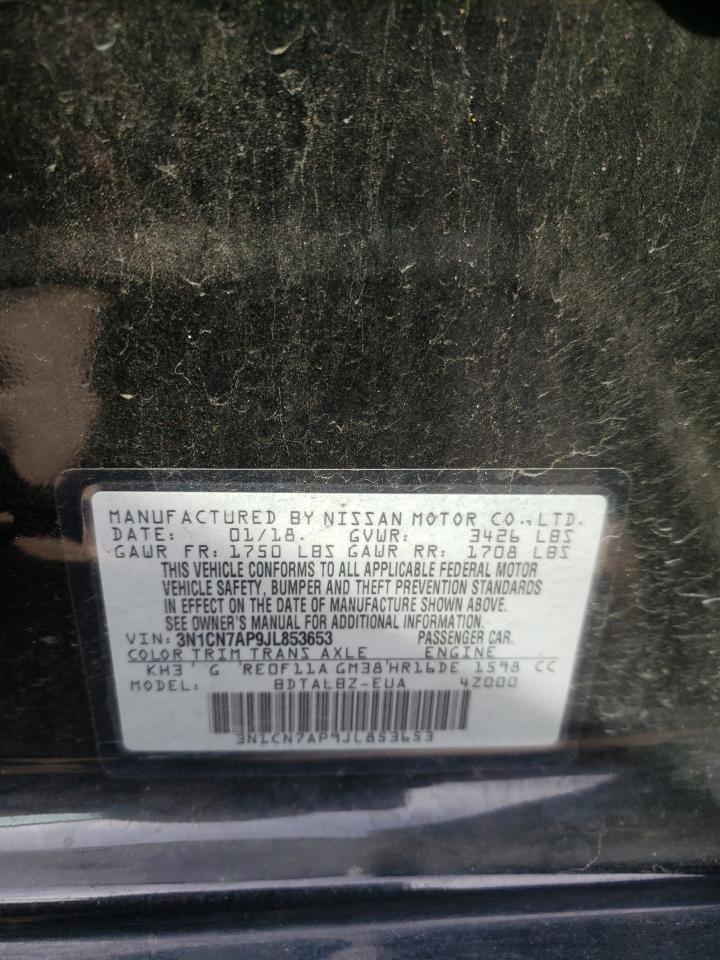 MANUFACTURED BY NISSAN MOTOR CO.,LTD.
DATE: 01/18. GVWR: 3426 LBS
GAWR FR: 1750 LBS GAWR RR: 1708 LBS
THIS VEHICLE CONFORMS TO ALL APPLICABLE FEDERAL MOTOR
VEHICLE SAFETY, BUMPER AND THEFT PREVENTION STANDARDS
IN EFFECT ON THE DATE OF MANUFACTURE SHOWN ABOVE.
SEE OWNER'S MANUAL FOR ADDITIONAL INFORMATION.
VIN: 3N1CN7AP9JL853653 PASSENGER CAR.
COLOR TRIM TRANS AXLE ENGINE
KH3' G 'RE0F11A GM38'HR16DE 1598 CC
MODEL: BDTALBZ-EUA 4Z000
3N1CN7AP9JL853653